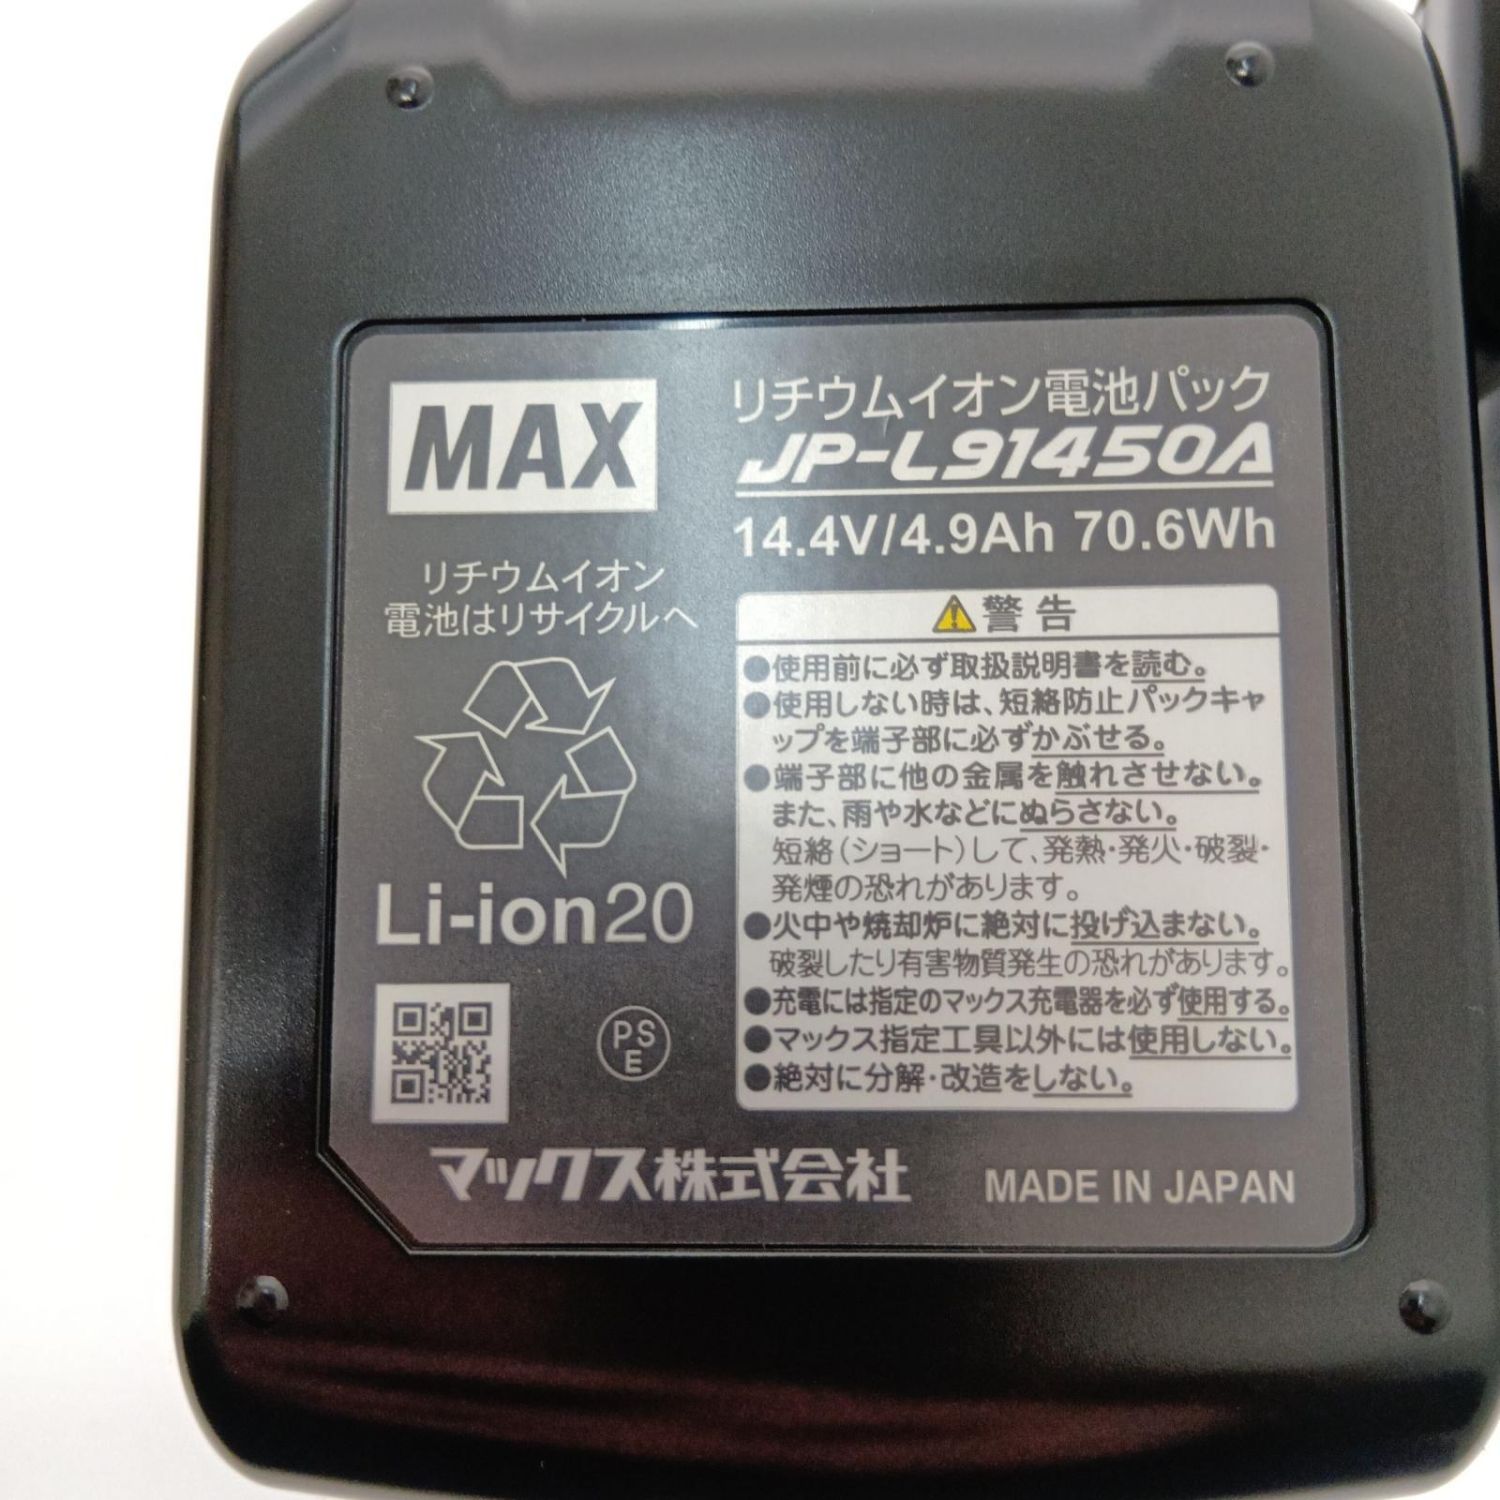 MAX
リチウムイオン電池パック
JP-L91450A
14.4V/4.9Ah 70.6Wh
リチウムイオン
電池はリサイクルへ
Li-ion20
PS
E
警告
●使用前に必ず取扱説明書を読む。
●使用しない時は、短絡防止パックキャ
ップを端子部に必ずかぶせる。
●端子部に他の金属を触れさせない。
また、雨や水などにぬらさない。
短絡(ショート)して、発熱・発火・破裂・
発煙の恐れがあります。
●火中や焼却炉に絶対に投げ込まない。
破裂したり有害物質発生の恐れがあります。
●充電には指定のマックス充電器を必ず使用する。
●マックス指定工具以外には使用しない。
●絶対に分解・改造をしない。
マックス株式会社
MADE IN JAPAN